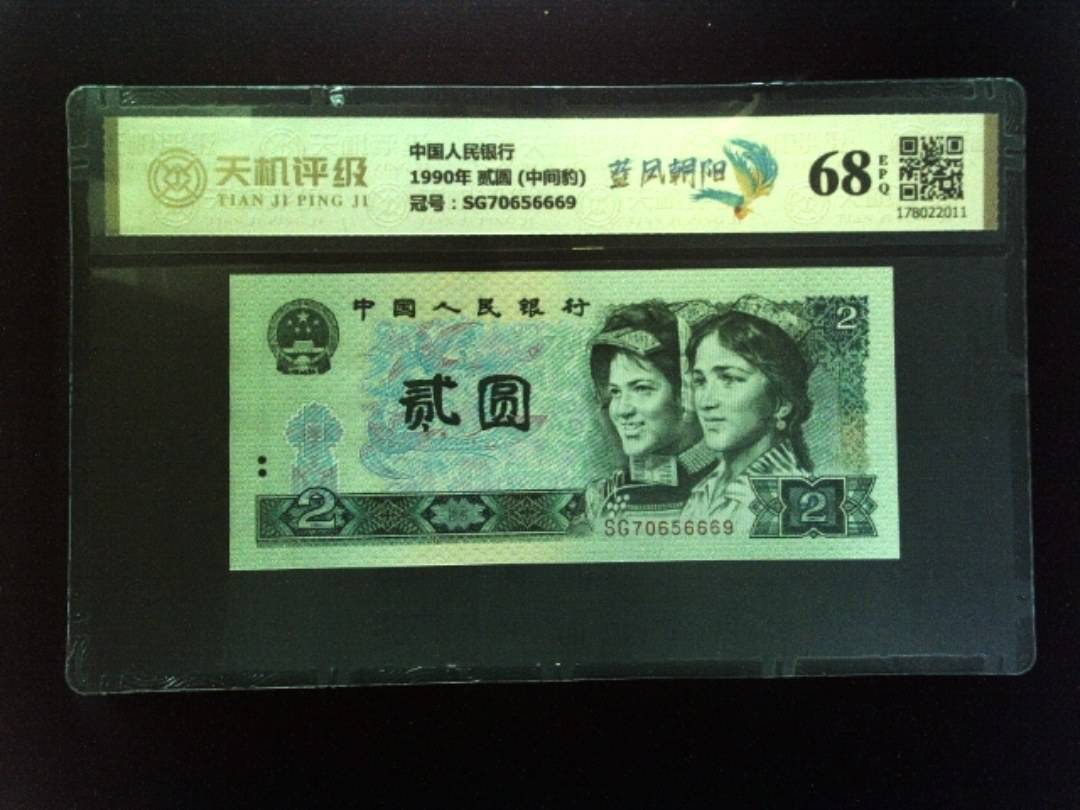 天机评级
TIAN JI PING JI
中国人民银行
1990年 贰圆 (中间豹)
冠号：SG70656669
蓝凤朝阳
68
EPQ
178022011
中国人民银行
2
贰圆
2
SG70656669
2